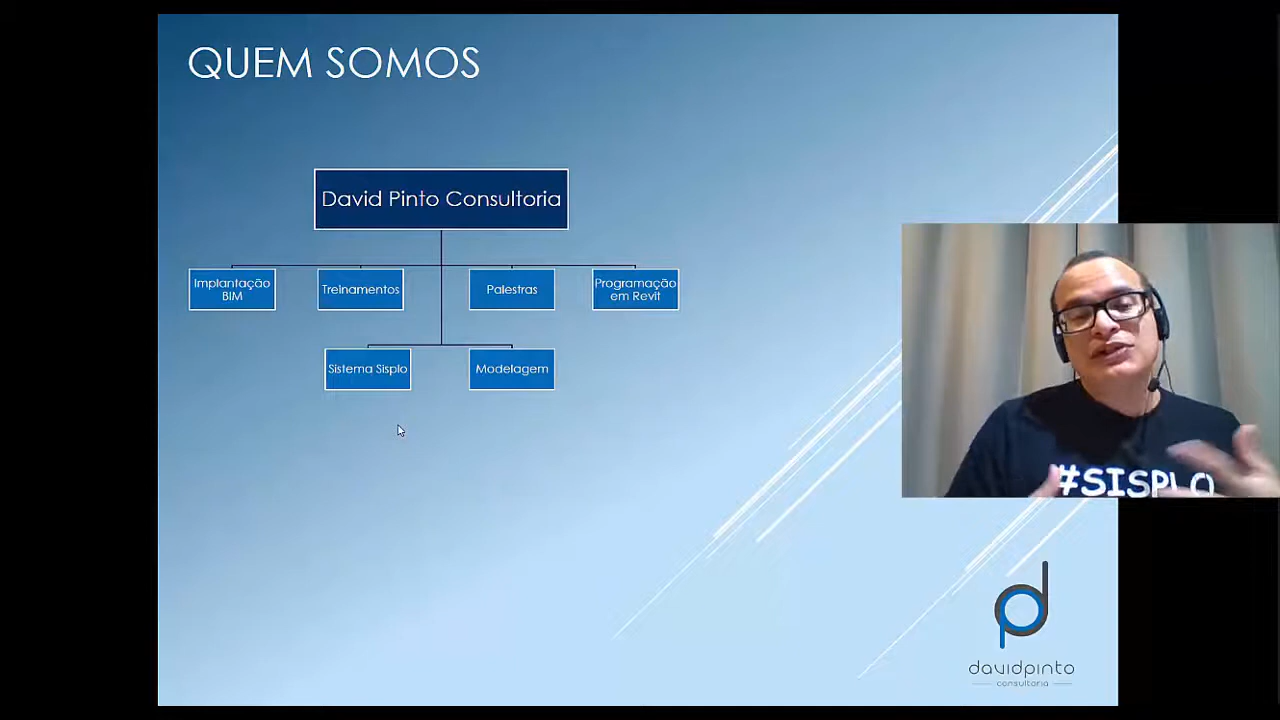 QUEM SOMOS
David Pinto Consultoria
Implantação
BIM
Treinamentos
Palestras
Programação
em Revit
Sistema Sisplo
Modelagem
#SISPLO
davidpinto
consultoria